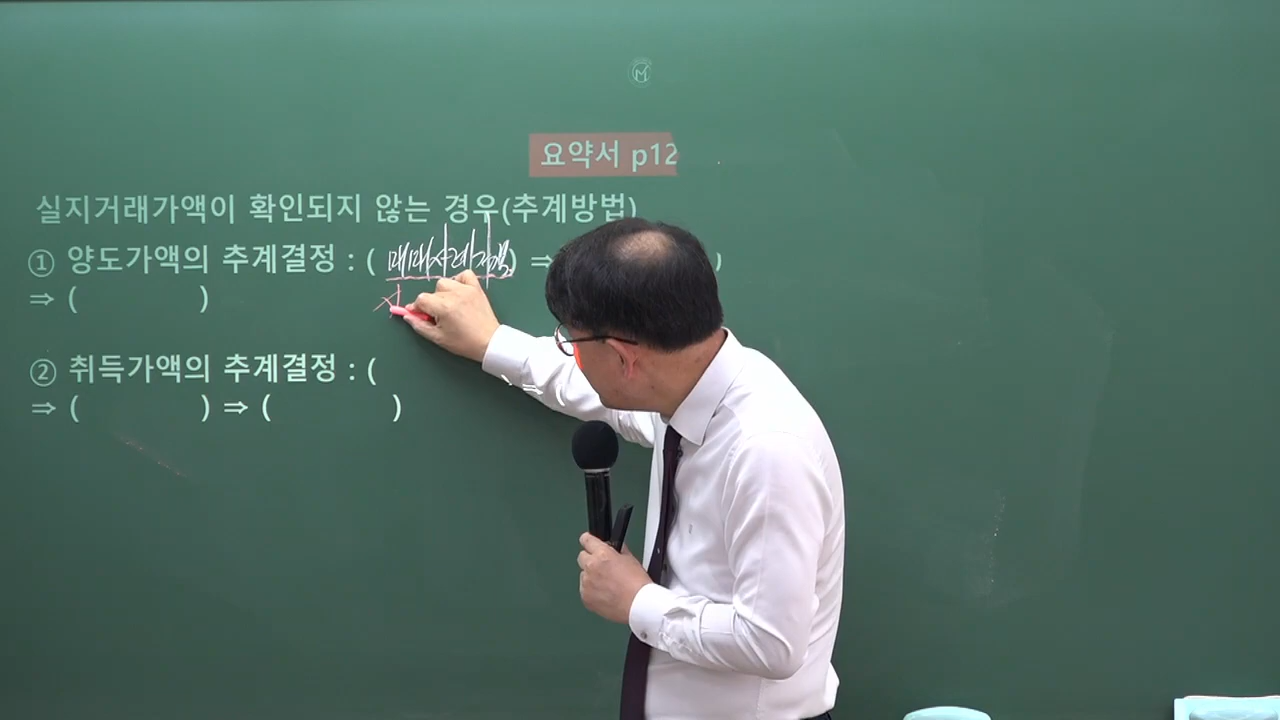 요약서 p12
실지거래가액이 확인되지 않는 경우(추계방법)
① 양도가액의 추계결정 : ( 매매사례가액 ) ⇒ )
⇒ ( )
② 취득가액의 추계결정 : (
⇒ ( ) ⇒ ( )